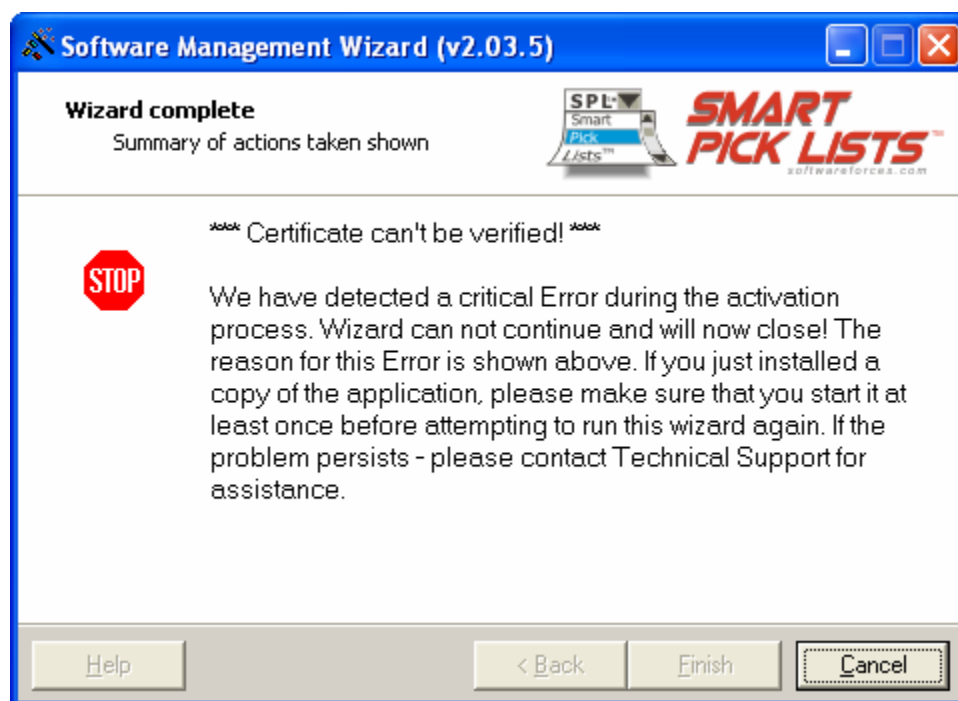 Software Management Wizard (v2.03.5)
Wizard complete
Summary of actions taken shown
SPL™
Smart
Pick
Lists™
SMART
PICK LISTS™
softwareforces.com
*** Certificate can't be verified! ***
STOP
We have detected a critical Error during the activation
process. Wizard can not continue and will now close! The
reason for this Error is shown above. If you just installed a
copy of the application, please make sure that you start it at
least once before attempting to run this wizard again. If the
problem persists - please contact Technical Support for
assistance.
Help
< Back
Finish
Cancel